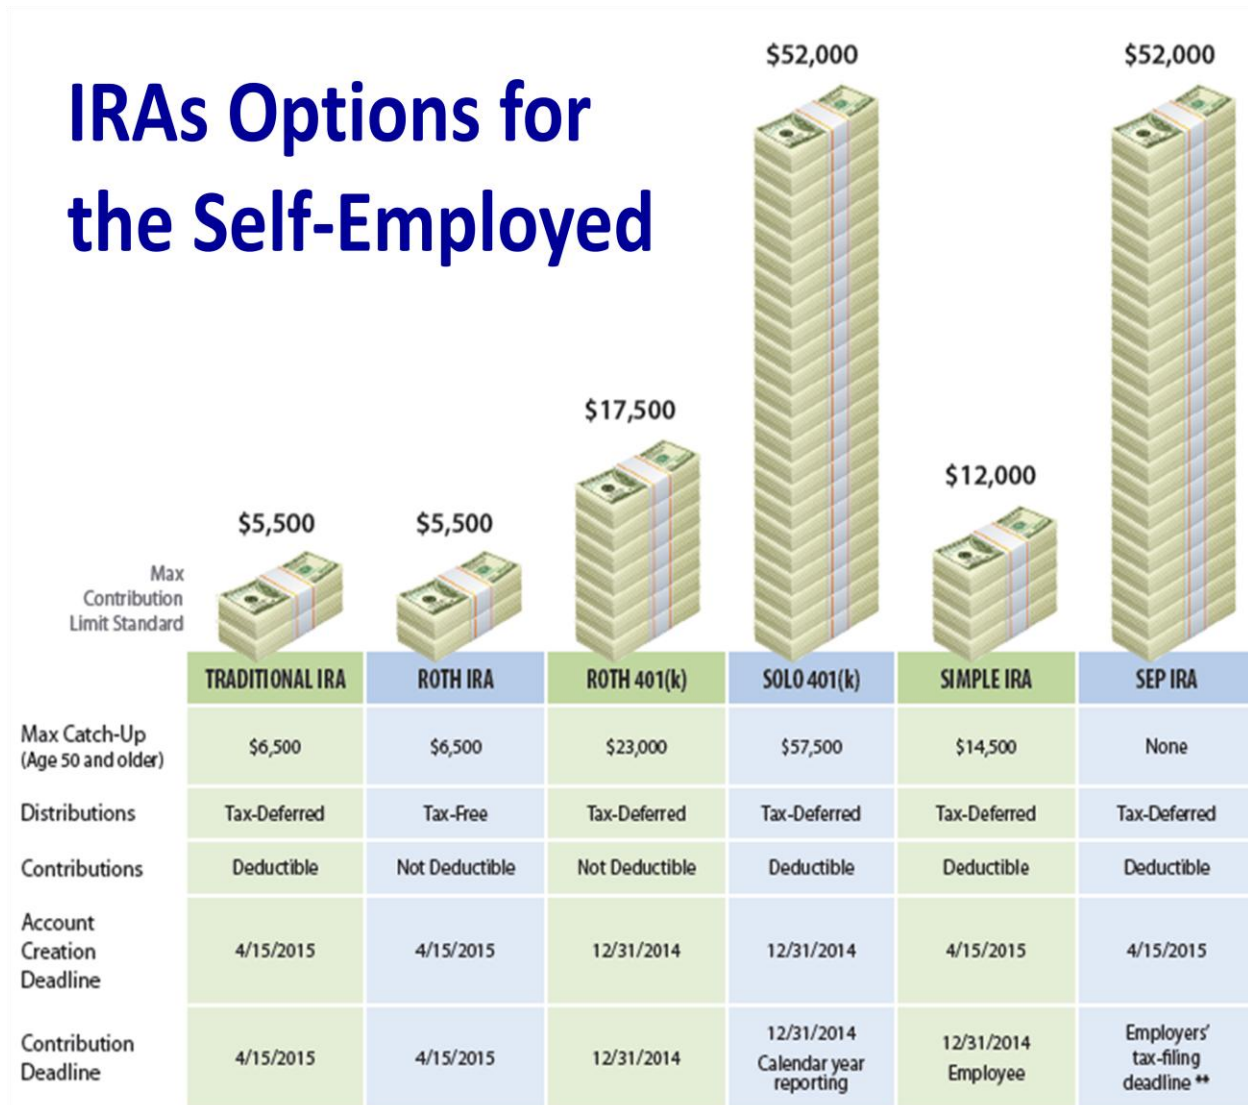 IRAs Options for
the Self-Employed
$52,000
$52,000
$17,500
$12,000
$5,500
$5,500
Max
Contribution
Limit Standard
TRADITIONAL IRA
ROTH IRA
ROTH 401(k)
SOLO 401(k)
SIMPLE IRA
SEP IRA
Max Catch-Up
(Age 50 and older)
$6,500
$6,500
$23,000
$57,500
$14,500
None
Distributions
Tax-Deferred
Tax-Free
Tax-Deferred
Tax-Deferred
Tax-Deferred
Tax-Deferred
Contributions
Deductible
Not Deductible
Not Deductible
Deductible
Deductible
Deductible
Account
Creation
Deadline
4/15/2015
4/15/2015
12/31/2014
12/31/2014
4/15/2015
4/15/2015
Contribution
Deadline
4/15/2015
4/15/2015
12/31/2014
12/31/2014
Calendar year
reporting
12/31/2014
Employee
Employers'
tax-filing
deadline **